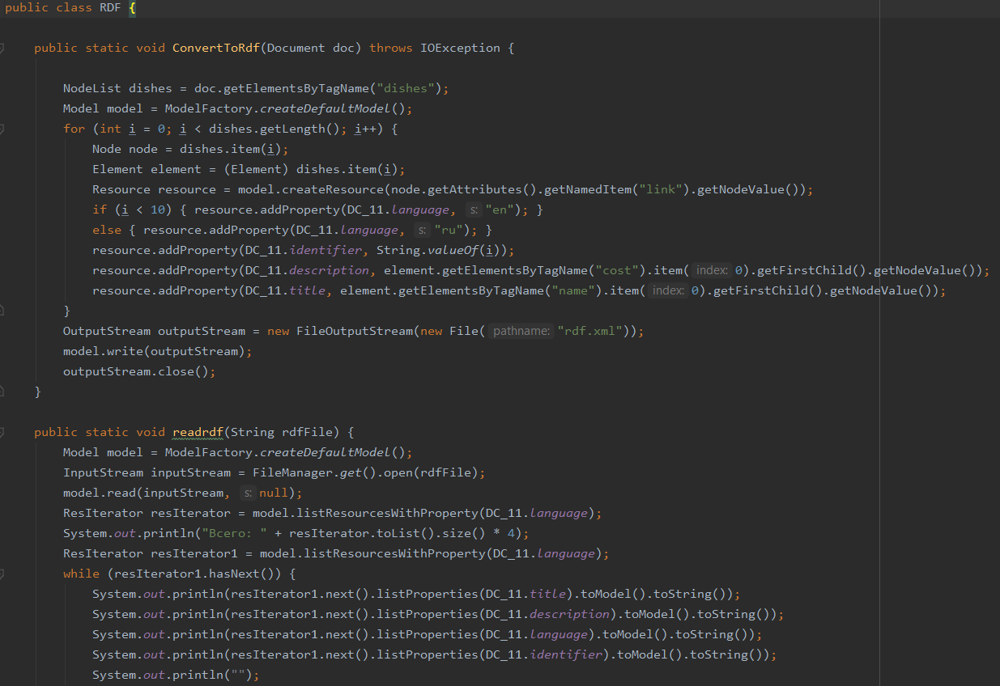 public class RDF {
public static void ConvertToRdf(Document doc) throws IOException {
NodeList dishes = doc.getElementsByTagName("dishes");
Model model = ModelFactory.createDefaultModel();
for (int i = 0; i < dishes.getLength(); i++) {
Node node = dishes.item(i);
Element element = (Element) dishes.item(i);
Resource resource = model.createResource(node.getAttributes().getNamedItem("link").getNodeValue());
if (i < 10) { resource.addProperty(DC_11.language, s: "en"); }
else { resource.addProperty(DC_11.language, s: "ru"); }
resource.addProperty(DC_11.identifier, String.valueOf(i));
resource.addProperty(DC_11.description, element.getElementsByTagName("cost").item( index: 0).getFirstChild().getNodeValue());
resource.addProperty(DC_11.title, element.getElementsByTagName("name").item( index: 0).getFirstChild().getNodeValue());
}
OutputStream outputStream = new FileOutputStream(new File( pathname: "rdf.xml"));
model.write(outputStream);
outputStream.close();
}
public static void readrdf(String rdfFile) {
Model model = ModelFactory.createDefaultModel();
InputStream inputStream = FileManager.get().open(rdfFile);
model.read(inputStream, s: null);
ResIterator resIterator = model.listResourcesWithProperty(DC_11.language);
System.out.println("Всего: " + resIterator.toList().size() * 4);
ResIterator resIterator1 = model.listResourcesWithProperty(DC_11.language);
while (resIterator1.hasNext()) {
System.out.println(resIterator1.next().listProperties(DC_11.title).toModel().toString());
System.out.println(resIterator1.next().listProperties(DC_11.description).toModel().toString());
System.out.println(resIterator1.next().listProperties(DC_11.language).toModel().toString());
System.out.println(resIterator1.next().listProperties(DC_11.identifier).toModel().toString());
System.out.println("");